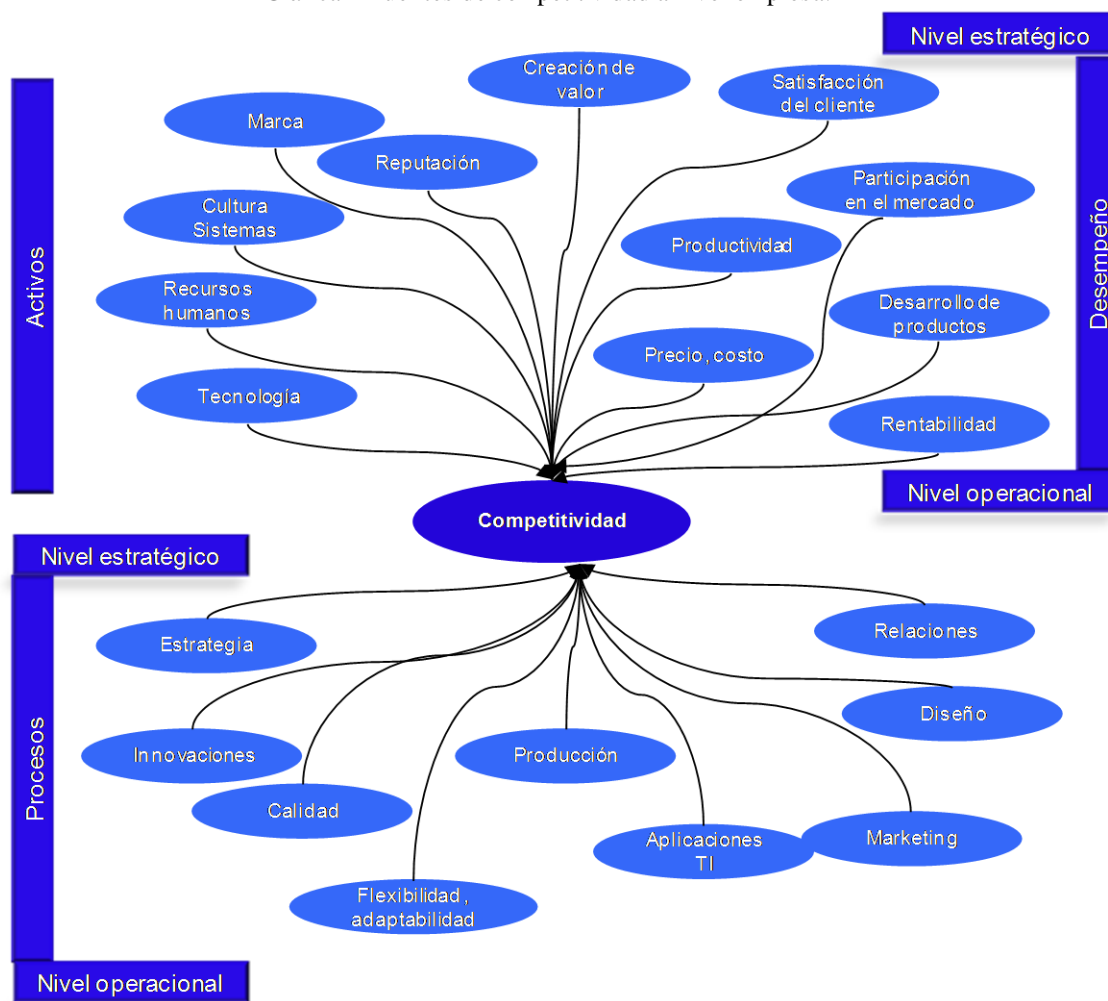 Nivel estratégico
Creación de
valor
Satisfacción
del cliente
Marca
Reputación
Participación
en el mercado
Cultura
Sistemas
Productividad
Desempeño
Activos
Recursos
humanos
Desarrollo de
productos
Precio, costo
Tecnología
Rentabilidad
Nivel operacional
Competitividad
Nivel estratégico
Estrategia
Relaciones
Diseño
Procesos
Innovaciones
Producción
Calidad
Aplicaciones
TI
Marketing
Flexibilidad,
adaptabilidad
Nivel operacional